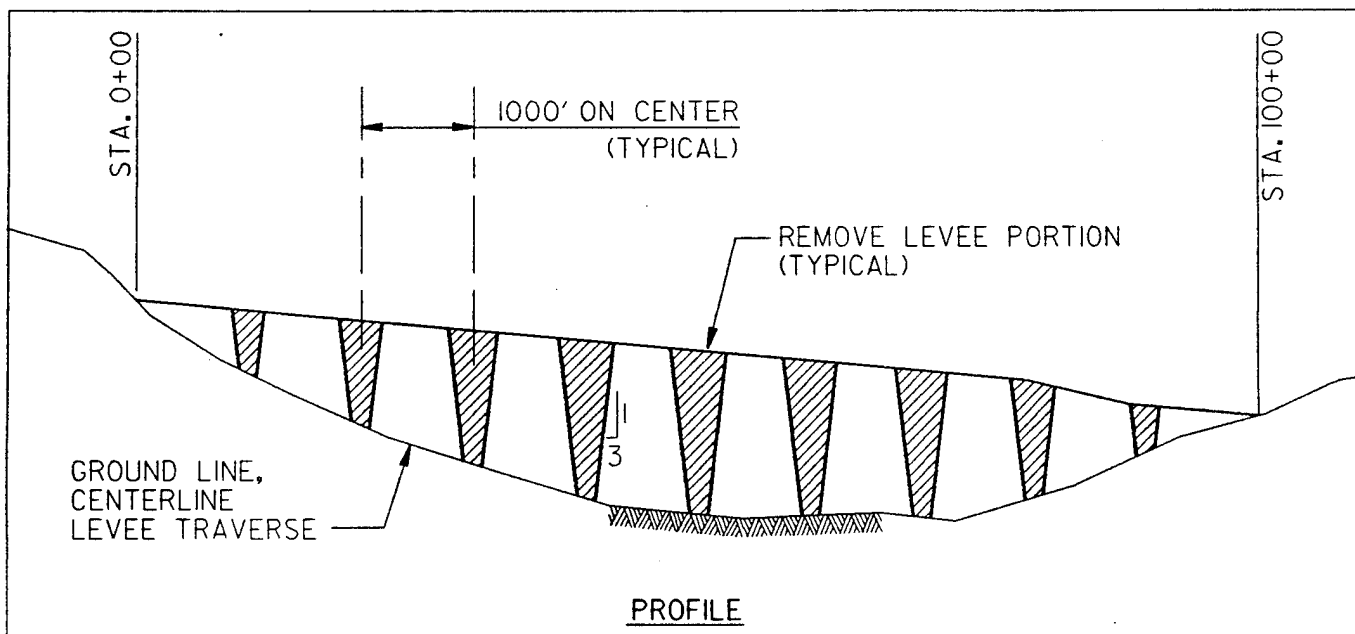 STA. 0+00
1000' ON CENTER
(TYPICAL)
STA. 100+00
REMOVE LEVEE PORTION
(TYPICAL)
1
3
GROUND LINE,
CENTERLINE
LEVEE TRAVERSE
PROFILE